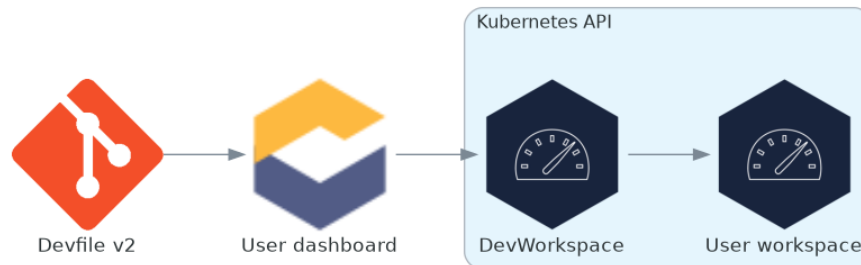 Kubernetes API
Devfile v2
User dashboard
DevWorkspace
User workspace